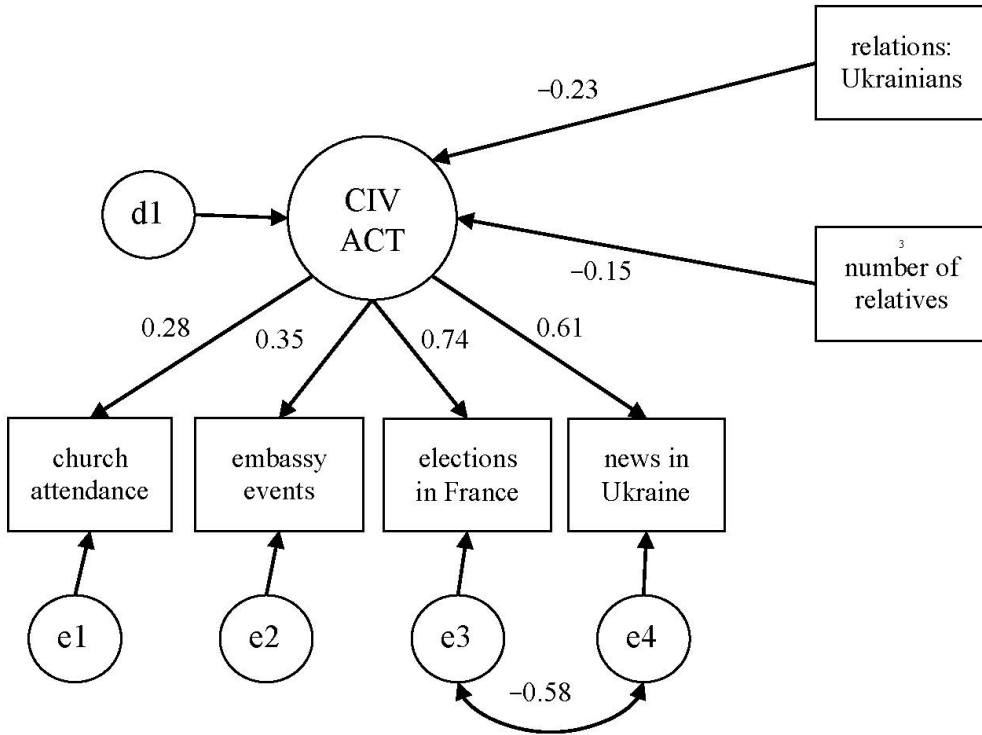 relations:
Ukrainians
−0.23
CIV
ACT
d1
3
number of
relatives
−0.15
0.28
0.35
0.74
0.61
church
attendance
embassy
events
elections
in France
news in
Ukraine
e1
e2
e3
e4
−0.58